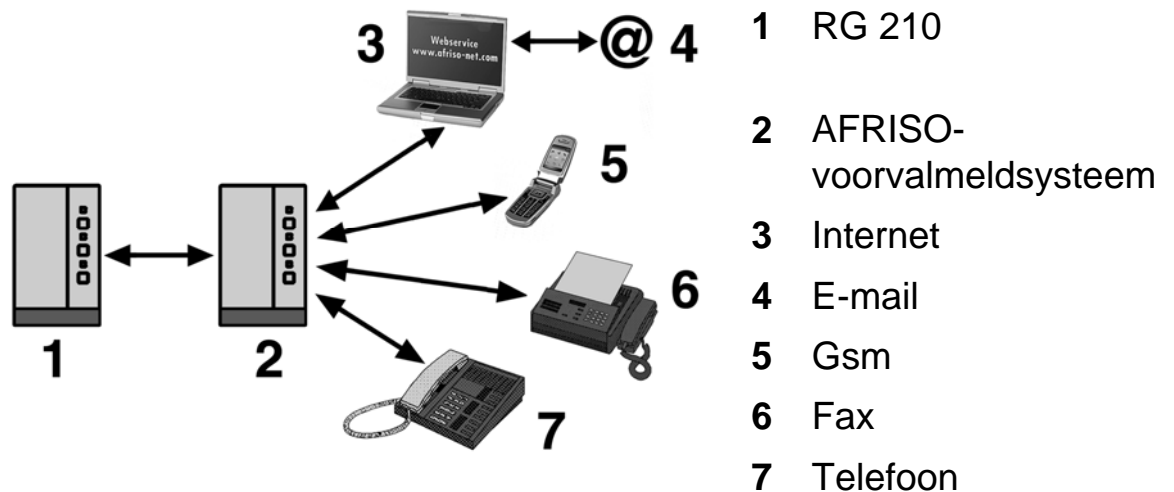 3
Webservice
www.afriso-net.com
@ 4
5
6
1
2
7
1 RG 210
2 AFRISO-
voorvalmeldsysteem
3 Internet
4 E-mail
5 Gsm
6 Fax
7 Telefoon